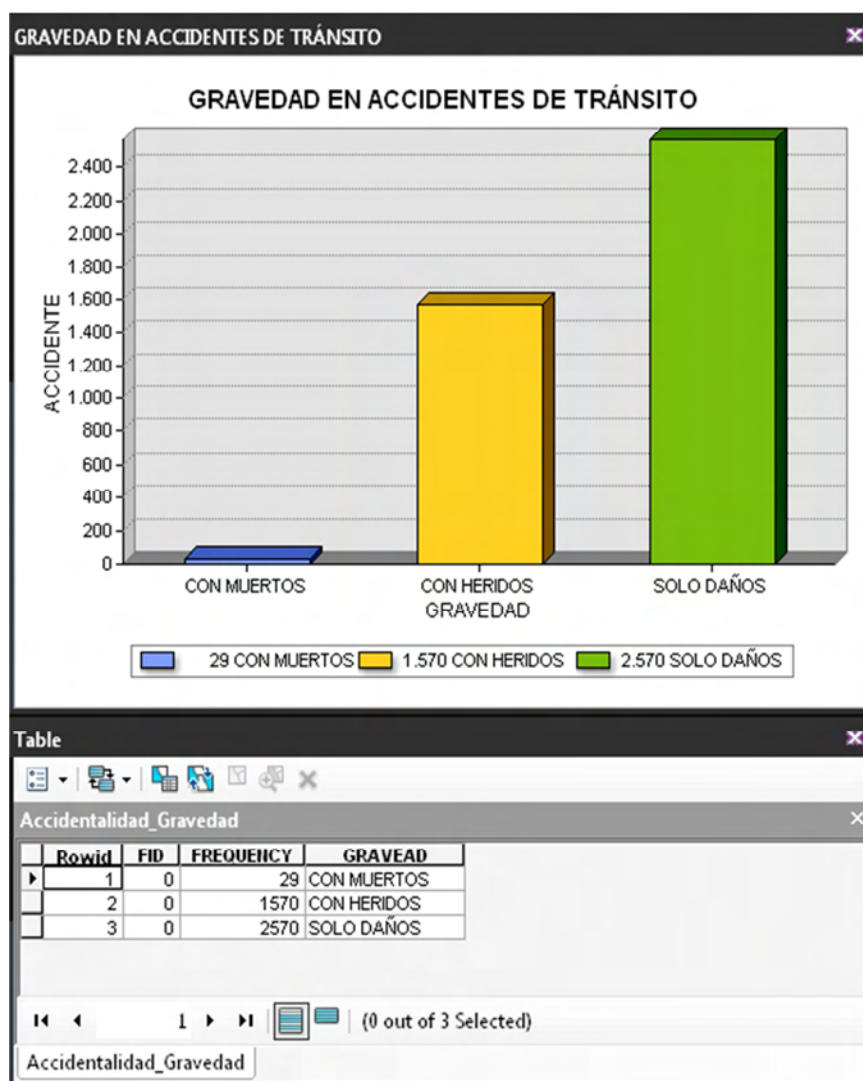 GRAVEDAD EN ACCIDENTES DE TRÁNSITO
GRAVEDAD EN ACCIDENTES DE TRÁNSITO
ACCIDENTE
2.400
2.200
2.000
1.800
1.600
1.400
1.200
1.000
800
600
400
200
0
CON MUERTOS CON HERIDOS SOLO DAÑOS
GRAVEDAD
29 CON MUERTOS 1.570 CON HERIDOS 2.570 SOLO DAÑOS
Table
Accidentalidad_Gravedad
Rowid FID FREQUENCY GRAVEAD
1 0 29 CON MUERTOS
2 0 1570 CON HERIDOS
3 0 2570 SOLO DAÑOS
1 (0 out of 3 Selected)
Accidentalidad_Gravedad